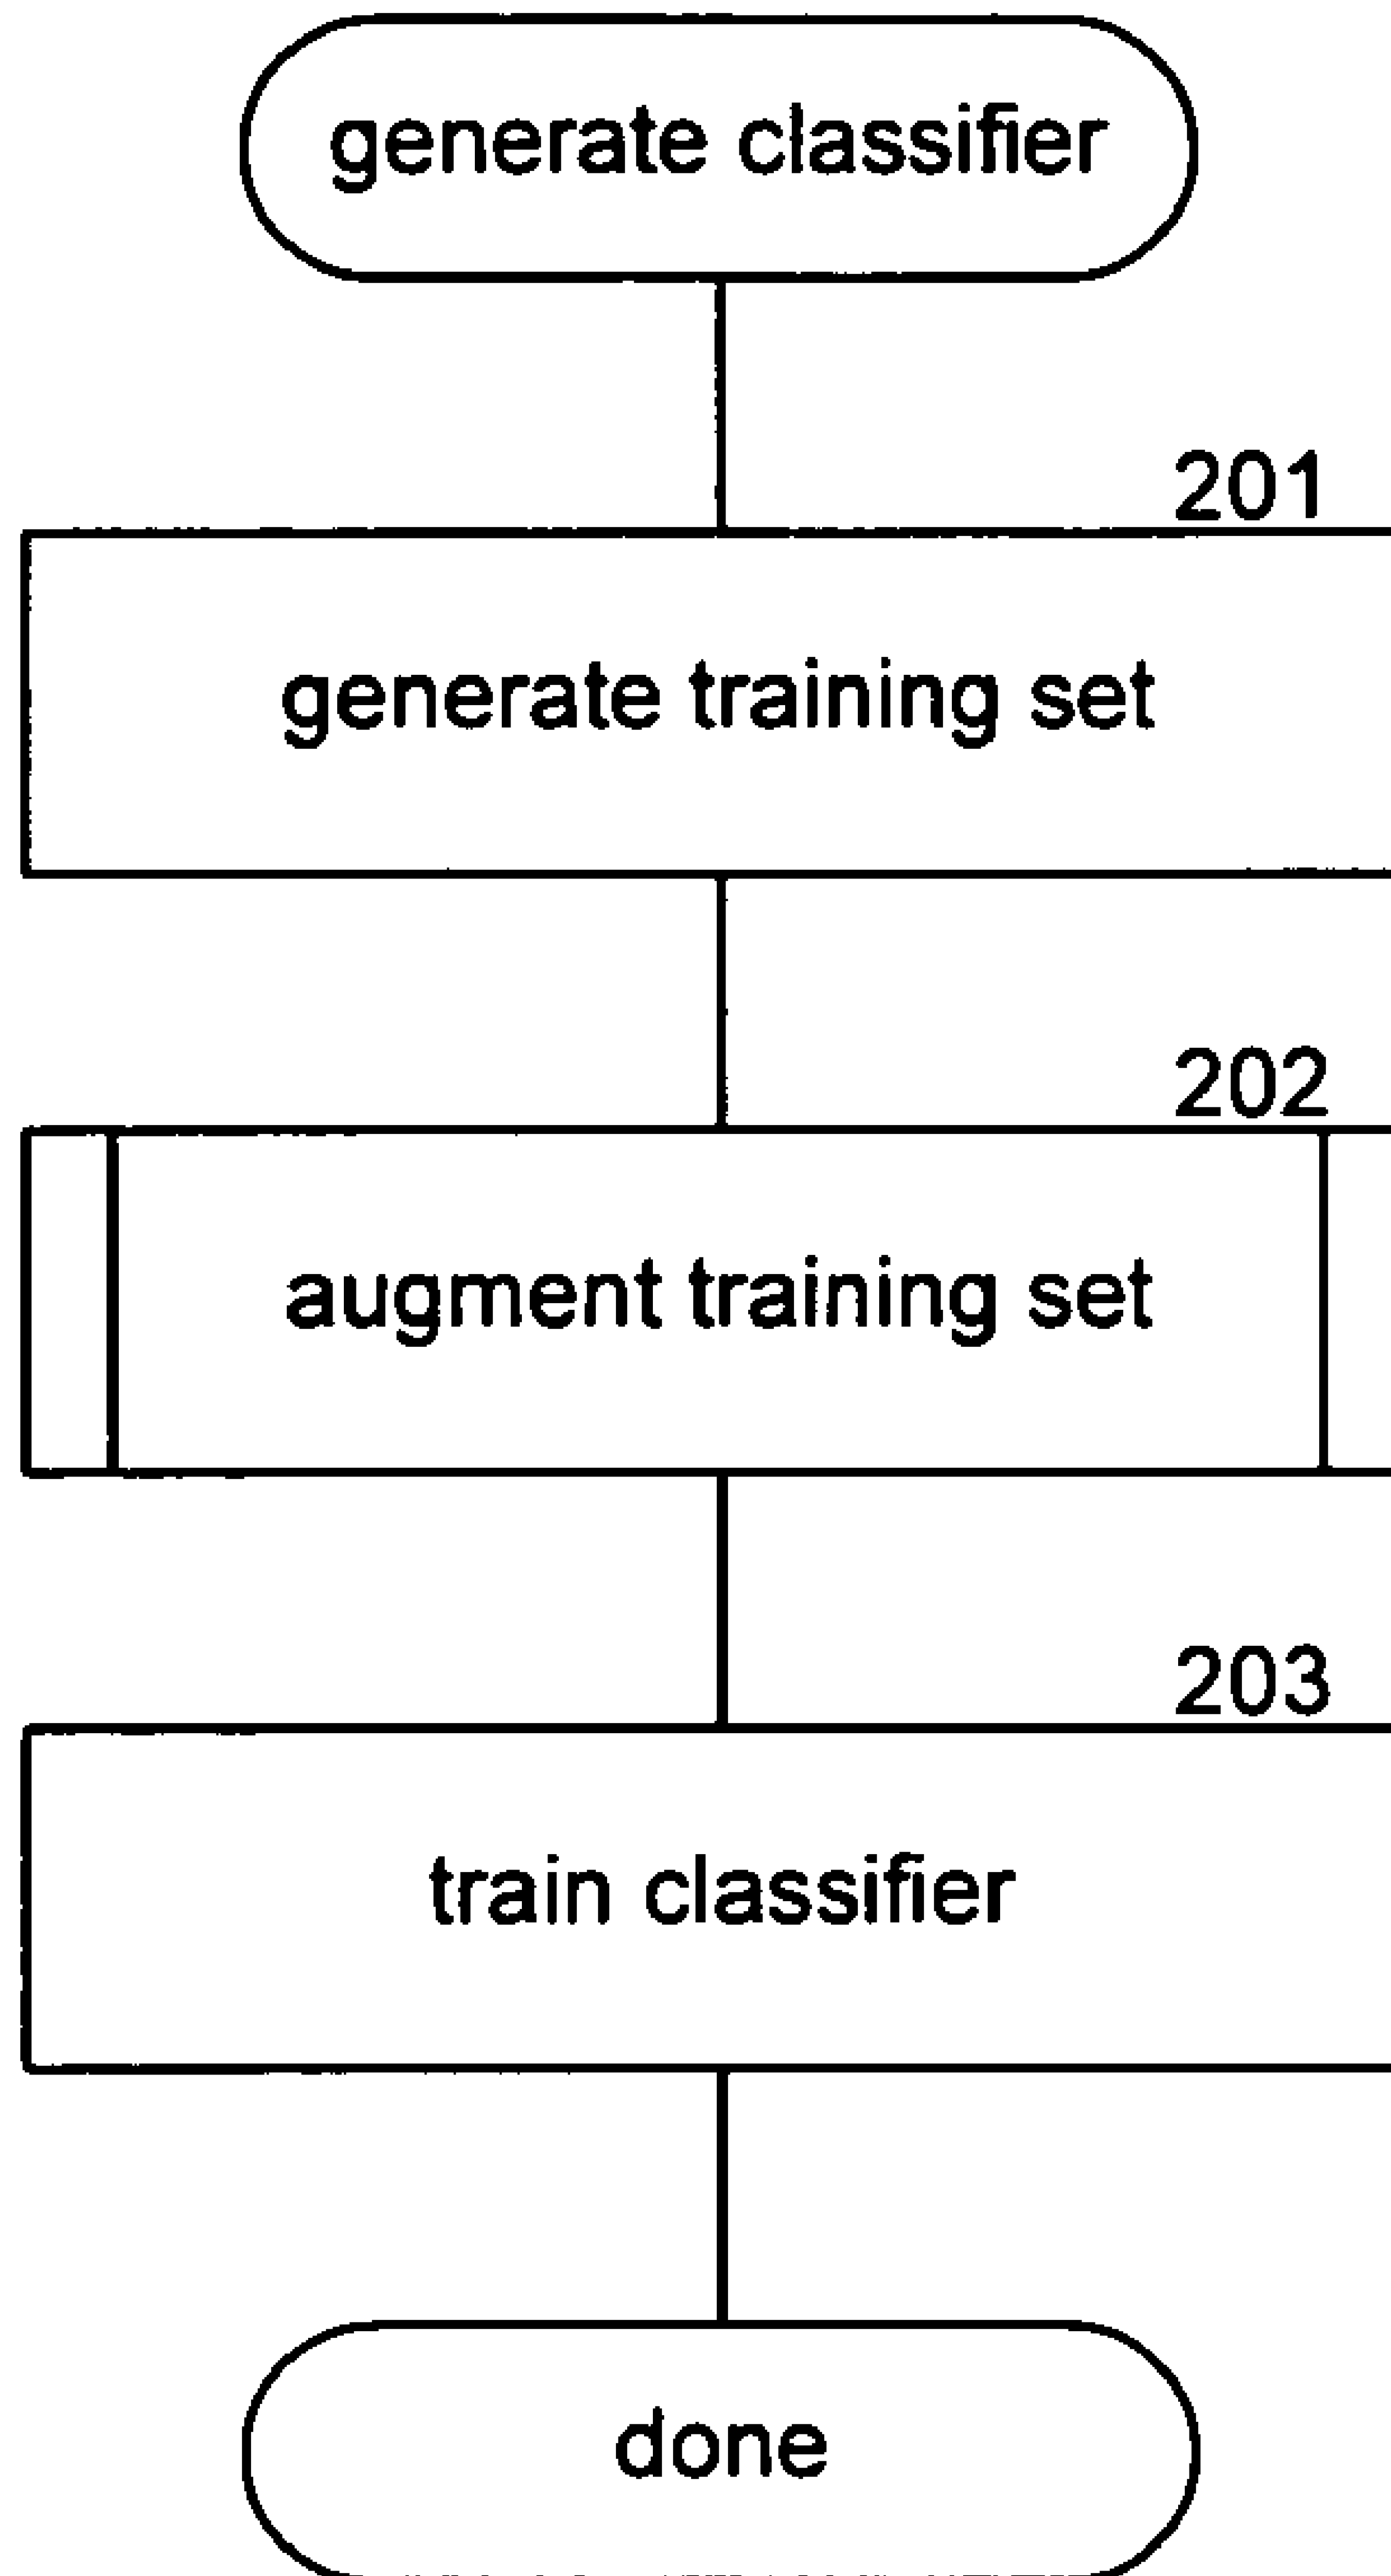 generate classifier
201
generate training set
202
augment training set
203
train classifier
done